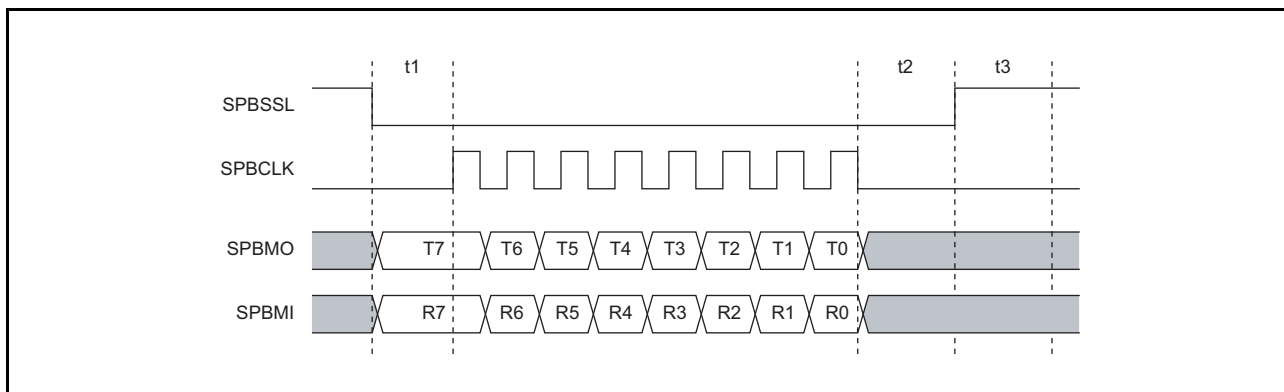 t1 t2 t3
SPBSSL
SPBCLK
SPBMO T7 T6 T5 T4 T3 T2 T1 T0
SPBMI R7 R6 R5 R4 R3 R2 R1 R0